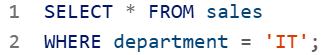 1 SELECT * FROM sales
2 WHERE department = 'IT';